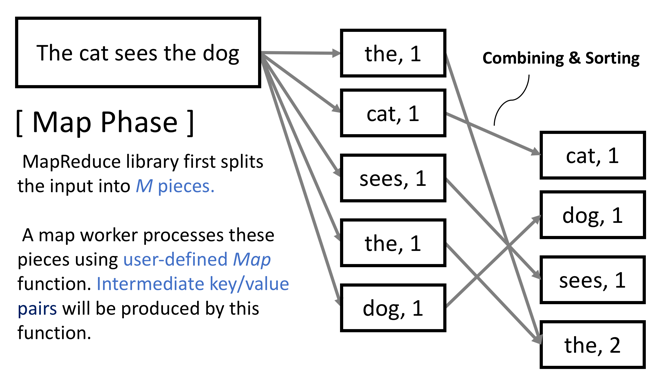 The cat sees the dog
[ Map Phase ]
MapReduce library first splits
the input into M pieces.
A map worker processes these
pieces using user-defined Map
function. Intermediate key/value
pairs will be produced by this
function.
the, 1
cat, 1
sees, 1
the, 1
dog, 1
Combining & Sorting
cat, 1
dog, 1
sees, 1
the, 2